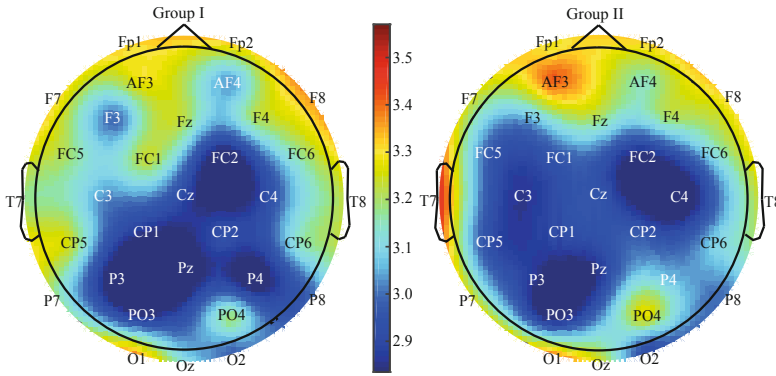 Group I
Fp1 Fp2
AF3 AF4
F7 F3 Fz F4 F8
FC5 FC1 FC2 FC6
T7 C3 Cz C4 T8
CP5 CP1 CP2 CP6
P7 P3 Pz P4 P8
PO3 PO4
O1 Oz O2
3.5
3.4
3.3
3.2
3.1
3.0
2.9
Group II
Fp1 Fp2
AF3 AF4
F7 F3 Fz F4 F8
FC5 FC1 FC2 FC6
T7 C3 Cz C4 T8
CP5 CP1 CP2 CP6
P7 P3 Pz P4 P8
PO3 PO4
O1 Oz O2